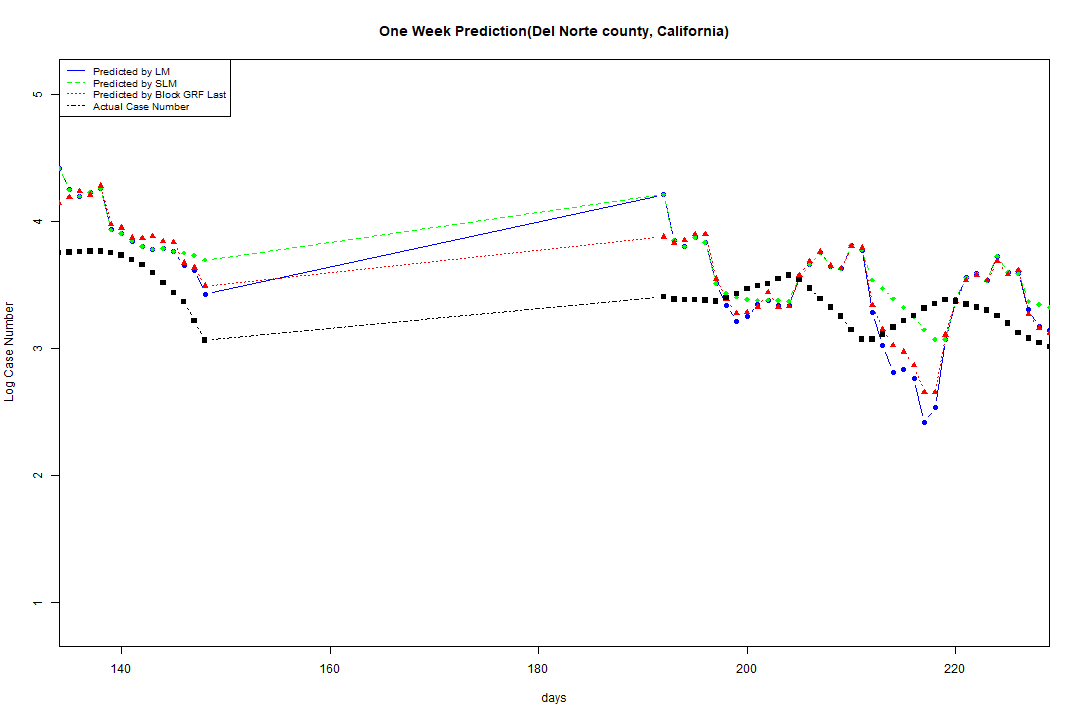 One Week Prediction(Del Norte county, California)
Predicted by LM
Predicted by SLM
Predicted by Block GRF Last
Actual Case Number
5
4
3
2
1
Log Case Number
140 160 180 200 220
days